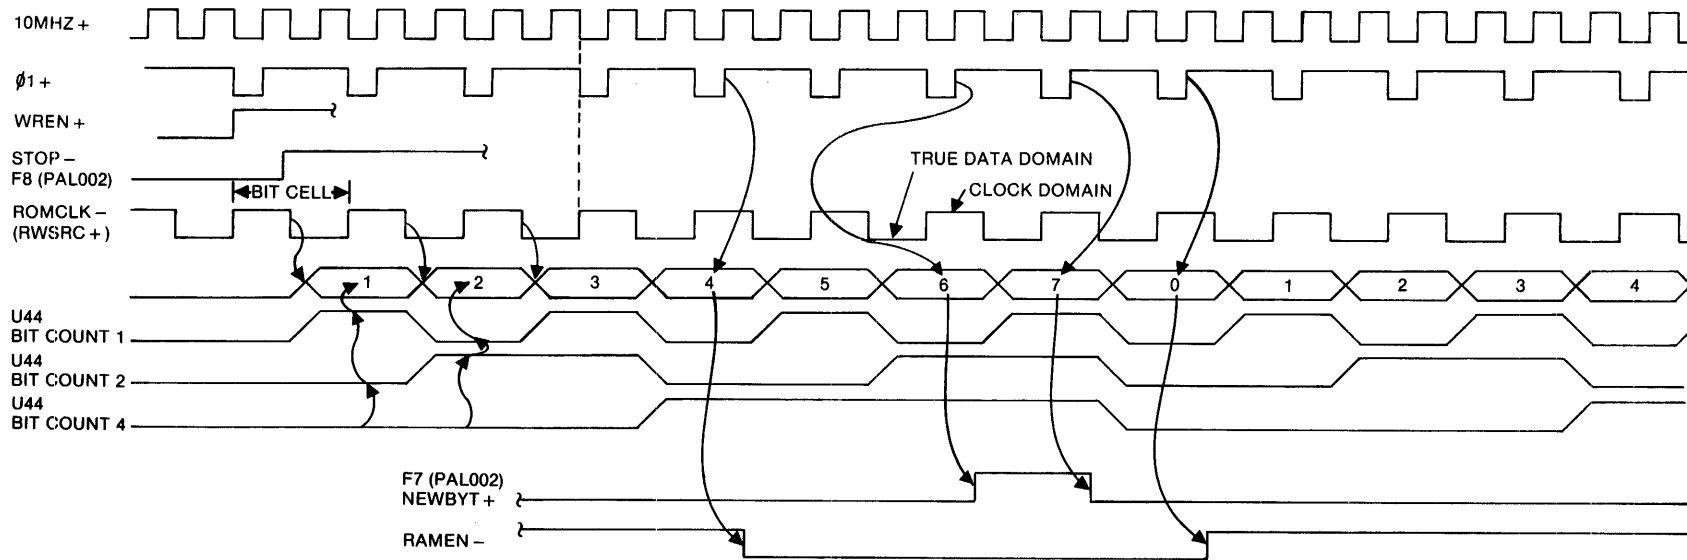 10MHZ +
Ø1 +
WREN +
STOP –
F8 (PAL002)
BIT CELL
TRUE DATA DOMAIN
CLOCK DOMAIN
ROMCLK –
(RWSRC +)
1 2 3 4 5 6 7 0 1 2 3 4
U44
BIT COUNT 1
U44
BIT COUNT 2
U44
BIT COUNT 4
F7 (PAL002)
NEWBYT +
RAMEN –